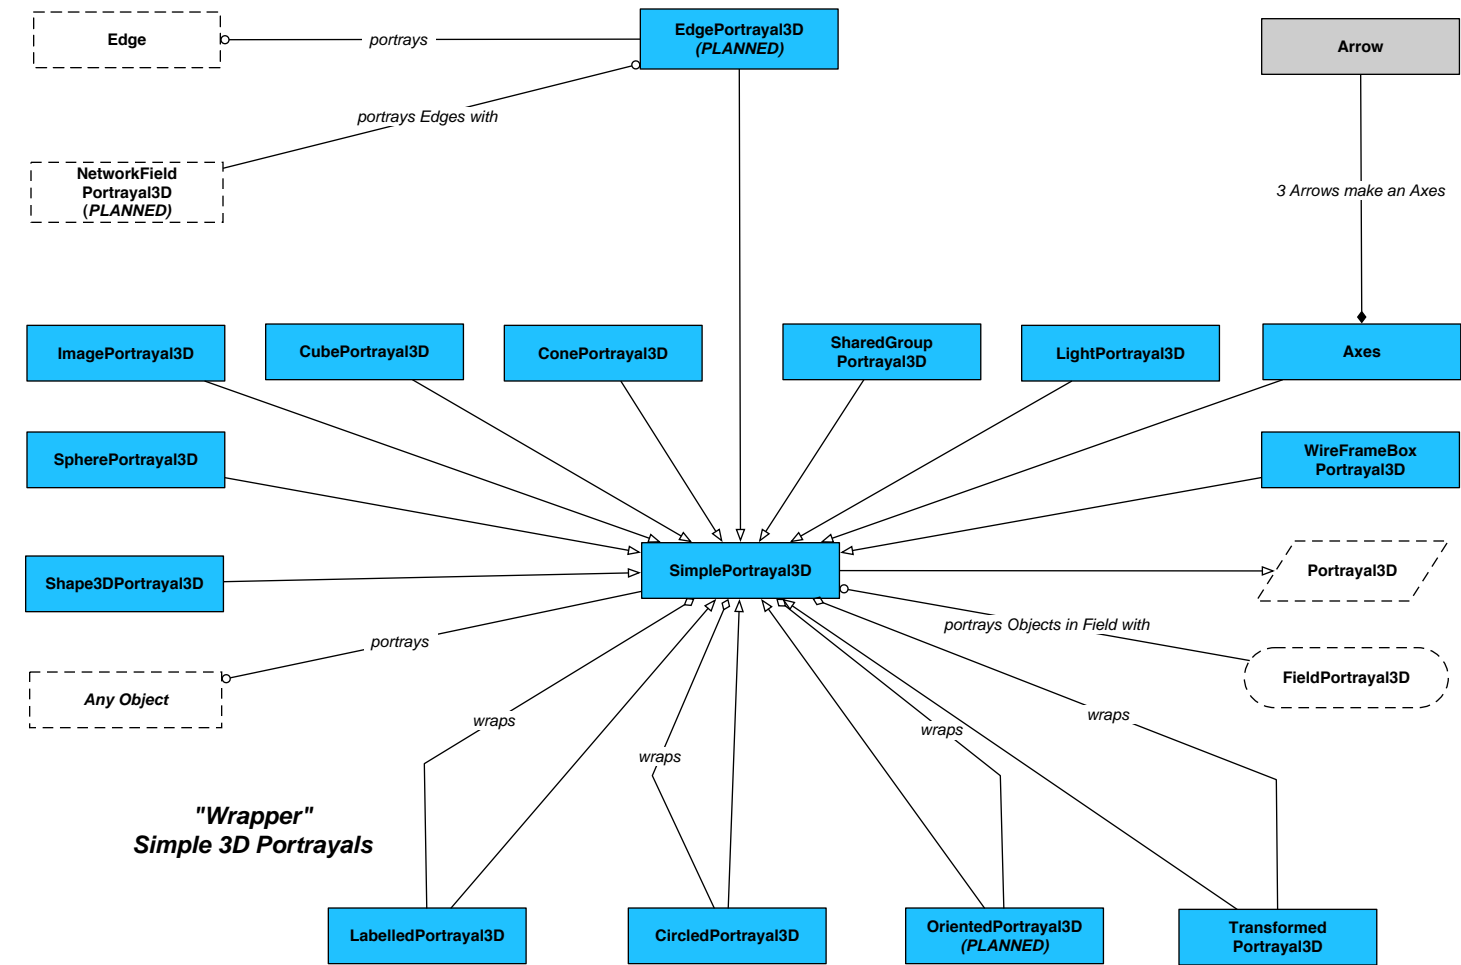 Edge
portrays
EdgePortrayal3D
(PLANNED)
Arrow
portrays Edges with
NetworkField
Portrayal3D
(PLANNED)
3 Arrows make an Axes
ImagePortrayal3D
CubePortrayal3D
ConePortrayal3D
SharedGroup
Portrayal3D
LightPortrayal3D
Axes
SpherePortrayal3D
WireFrameBox
Portrayal3D
Shape3DPortrayal3D
SimplePortrayal3D
Portrayal3D
portrays
portrays Objects in Field with
Any Object
FieldPortrayal3D
wraps
wraps
wraps
wraps
"Wrapper"
Simple 3D Portrayals
LabelledPortrayal3D
CircledPortrayal3D
OrientedPortrayal3D
(PLANNED)
Transformed
Portrayal3D